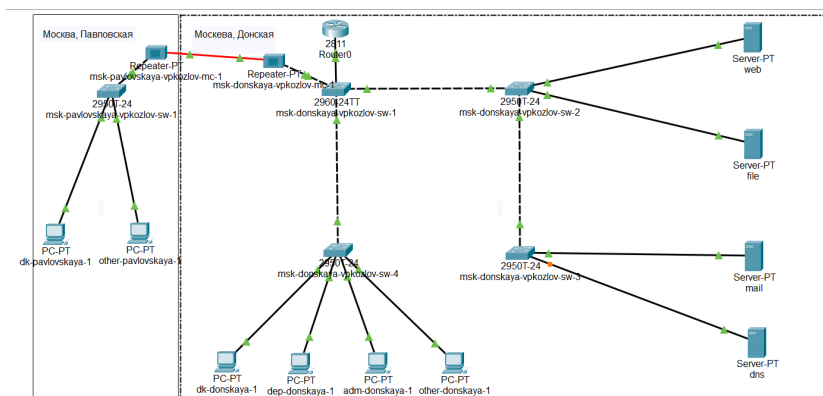 Москва, Павловская
Москева, Донская
2811
Router0
Repeater-PT
msk-pavlovskaya-vpkozlov-mc-1
Repeater-PT
msk-donskaya-vpkozlov-mc-1
2950T-24
msk-pavlovskaya-vpkozlov-sw-1
2960-24TT
msk-donskaya-vpkozlov-sw-1
2950T-24
msk-donskaya-vpkozlov-sw-2
Server-PT
web
Server-PT
file
PC-PT
dk-pavlovskaya-1
PC-PT
other-pavlovskaya-1
2950T-24
msk-donskaya-vpkozlov-sw-4
2950T-24
msk-donskaya-vpkozlov-sw-3
Server-PT
mail
Server-PT
dns
PC-PT
dk-donskaya-1
PC-PT
dep-donskaya-1
PC-PT
adm-donskaya-1
PC-PT
other-donskaya-1